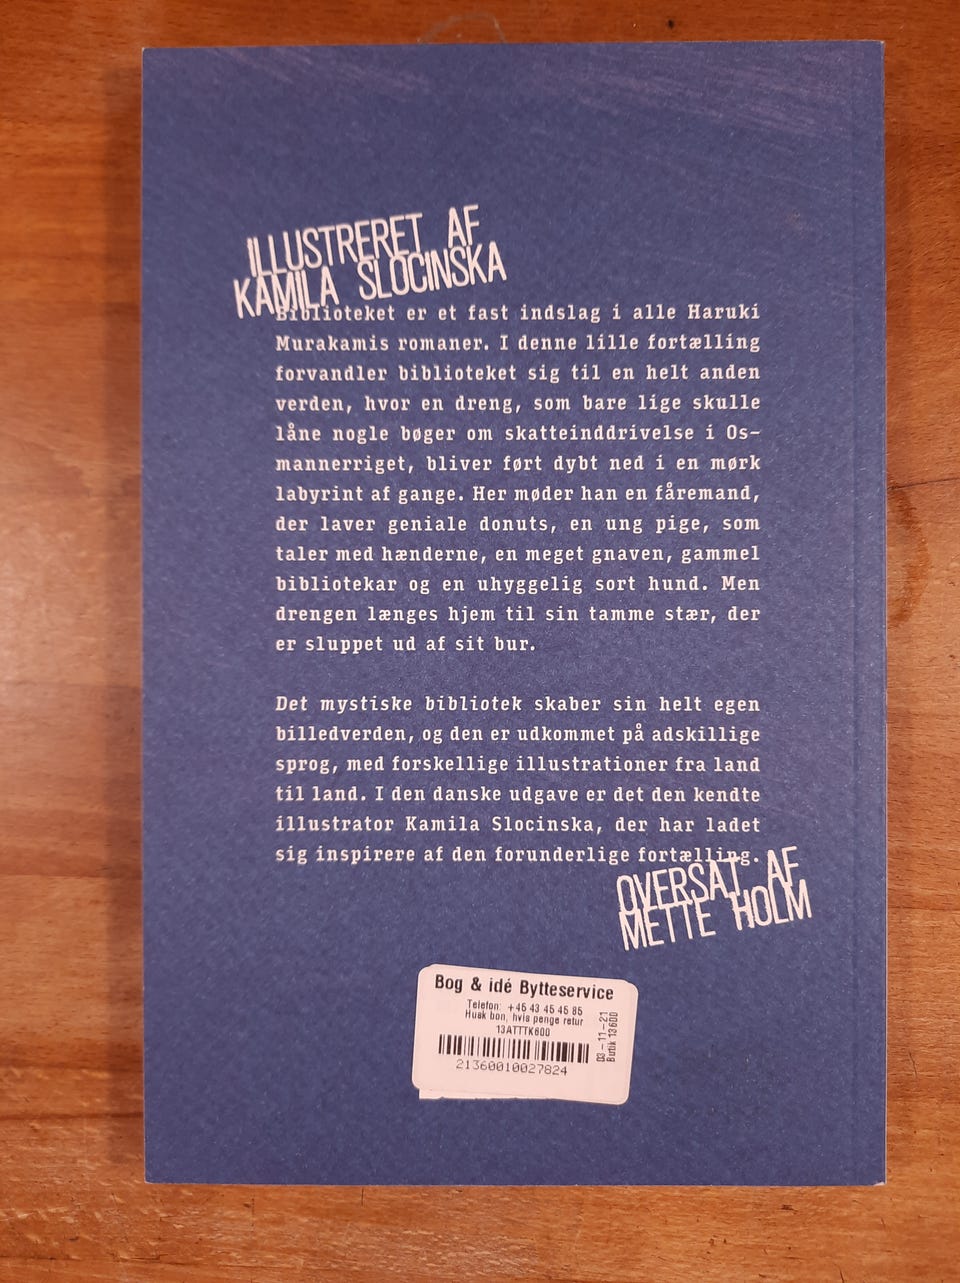 ILLUSTRERET AF
KAMILA SLOCINSKA
Biblioteket er et fast indslag i alle Haruki
Murakamis romaner. I denne lille fortælling
forvandler biblioteket sig til en helt anden
verden, hvor en dreng, som bare lige skulle
låne nogle bøger om skatteinddrivelse i Os-
mannerriget, bliver ført dybt ned i en mørk
labyrint af gange. Her møder han en fåremand,
der laver geniale donuts, en ung pige, som
taler med hænderne, en meget gnaven, gammel
bibliotekar og en uhyggelig sort hund. Men
drengen længes hjem til sin tamme stær, der
er sluppet ud af sit bur.
Det mystiske bibliotek skaber sin helt egen
billedverden, og den er udkommet på adskillige
sprog, med forskellige illustrationer fra land
til land. I den danske udgave er det den kendte
illustrator Kamila Slocinska, der har ladet
sig inspirere af den forunderlige fortælling.
OVERSAT AF
METTE HOLM
Bog & idé Bytteservice
Telefon: +45 43 45 45 85
Husk bon, hvis penge retur
13ATTTK600
21360010027824
03-11-21
Butik 13600